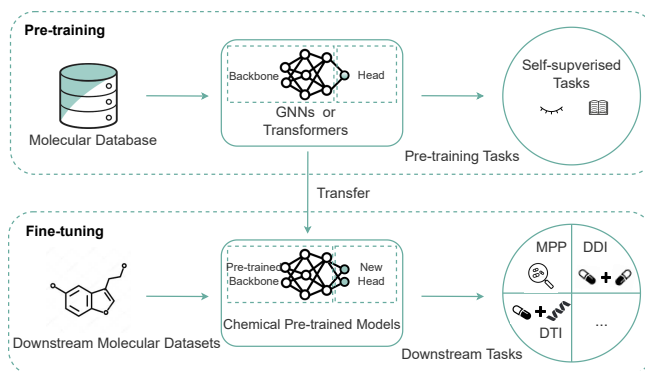 Pre-training
Backbone
Head
GNNs or
Transformers
Molecular Database
Self-supverised
Tasks
Pre-training Tasks
Transfer
Fine-tuning
Pre-trained
Backbone
New
Head
Chemical Pre-trained Models
Downstream Molecular Datasets
MPP
DDI
DTI
...
Downstream Tasks